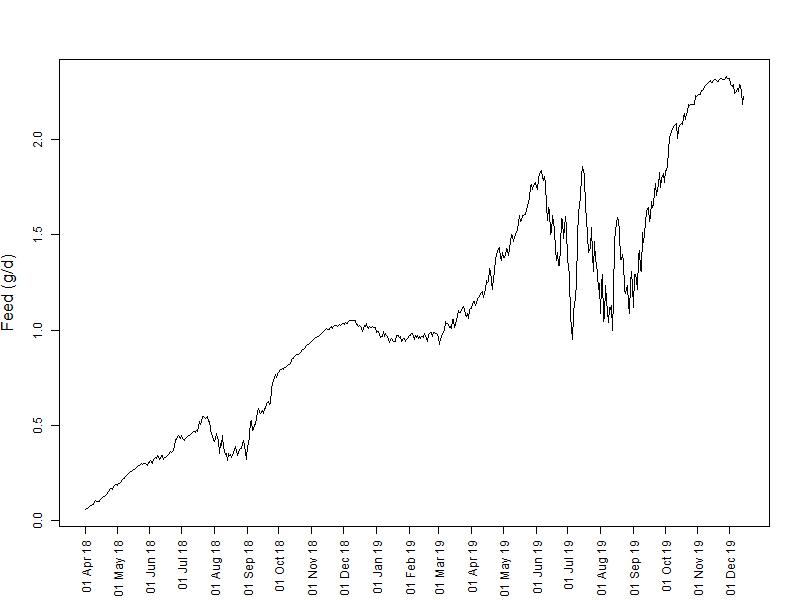 Feed (g/d)
2.0
1.5
1.0
0.5
0.0
01 Apr 18
01 May 18
01 Jun 18
01 Jul 18
01 Aug 18
01 Sep 18
01 Oct 18
01 Nov 18
01 Dec 18
01 Jan 19
01 Feb 19
01 Mar 19
01 Apr 19
01 May 19
01 Jun 19
01 Jul 19
01 Aug 19
01 Sep 19
01 Oct 19
01 Nov 19
01 Dec 19